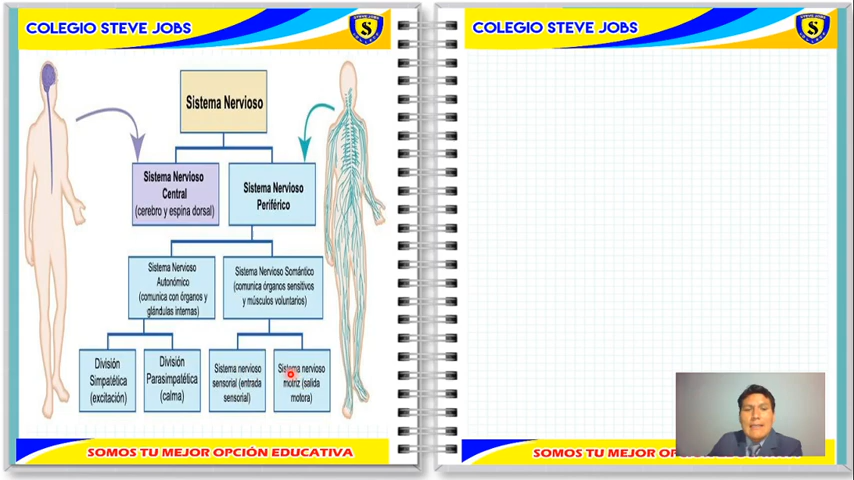 COLEGIO STEVE JOBS
Sistema Nervioso
Sistema Nervioso
Central
(cerebro y espina dorsal)
Sistema Nervioso
Periférico
Sistema Nervioso
Autonómico
(comunica con órganos y
glándulas internas)
Sistema Nervioso Somántico
(comunica órganos sensitivos
y músculos voluntarios)
División
Simpatética
(excitación)
División
Parasimpatética
(calma)
Sistema nervioso
sensorial (entrada
sensorial)
Sistema nervioso
motriz (salida
motora)
SOMOS TU MEJOR OPCIÓN EDUCATIVA
COLEGIO STEVE JOBS
SOMOS TU MEJOR